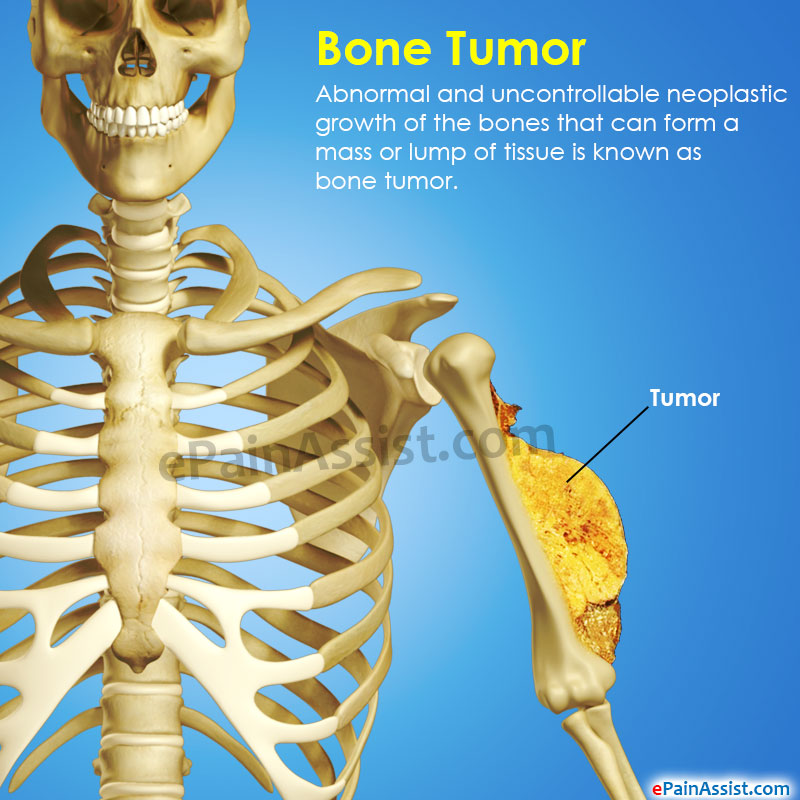 Bone Tumor
Abnormal and uncontrollable neoplastic
growth of the bones that can form a
mass or lump of tissue is known as
bone tumor.
Tumor
ePainAssist.com
ePainAssist.com